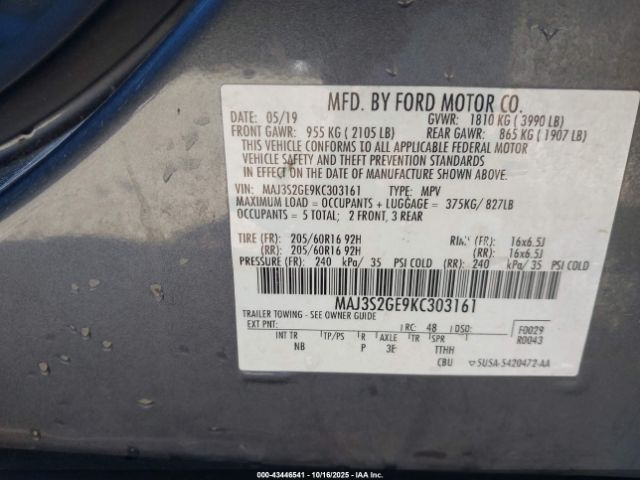 MFD. BY FORD MOTOR CO.
DATE: 05/19 GVWR: 1810 KG ( 3990 LB)
FRONT GAWR: 955 KG ( 2105 LB) REAR GAWR: 865 KG ( 1907 LB)
THIS VEHICLE CONFORMS TO ALL APPLICABLE FEDERAL MOTOR
VEHICLE SAFETY AND THEFT PREVENTION STANDARDS
IN EFFECT ON THE DATE OF MANUFACTURE SHOWN ABOVE.
VIN: MAJ3S2GE9KC303161 TYPE: MPV
MAXIMUM LOAD = OCCUPANTS + LUGGAGE = 375KG/ 827LB
OCCUPANTS = 5 TOTAL; 2 FRONT, 3 REAR
TIRE (FR): 205/60R16 92H RIM (FR): 16x6.5J
(RR): 205/60R16 92H (RR): 16x6.5J
PRESSURE (FR): 240 kPa/ 35 PSI COLD (RR): 240 kPa/ 35 PSI COLD
MAJ3S2GE9KC303161
TRAILER TOWING - SEE OWNER GUIDE
EXT PNT: RC: 48 DSO: F0029
INT TR TP/PS R AXLE TR SPR R0043
NB P 3E TTHH
CBU 5USA-5420472-AA
000-43446541 - 10/16/2025 - IAA Inc.